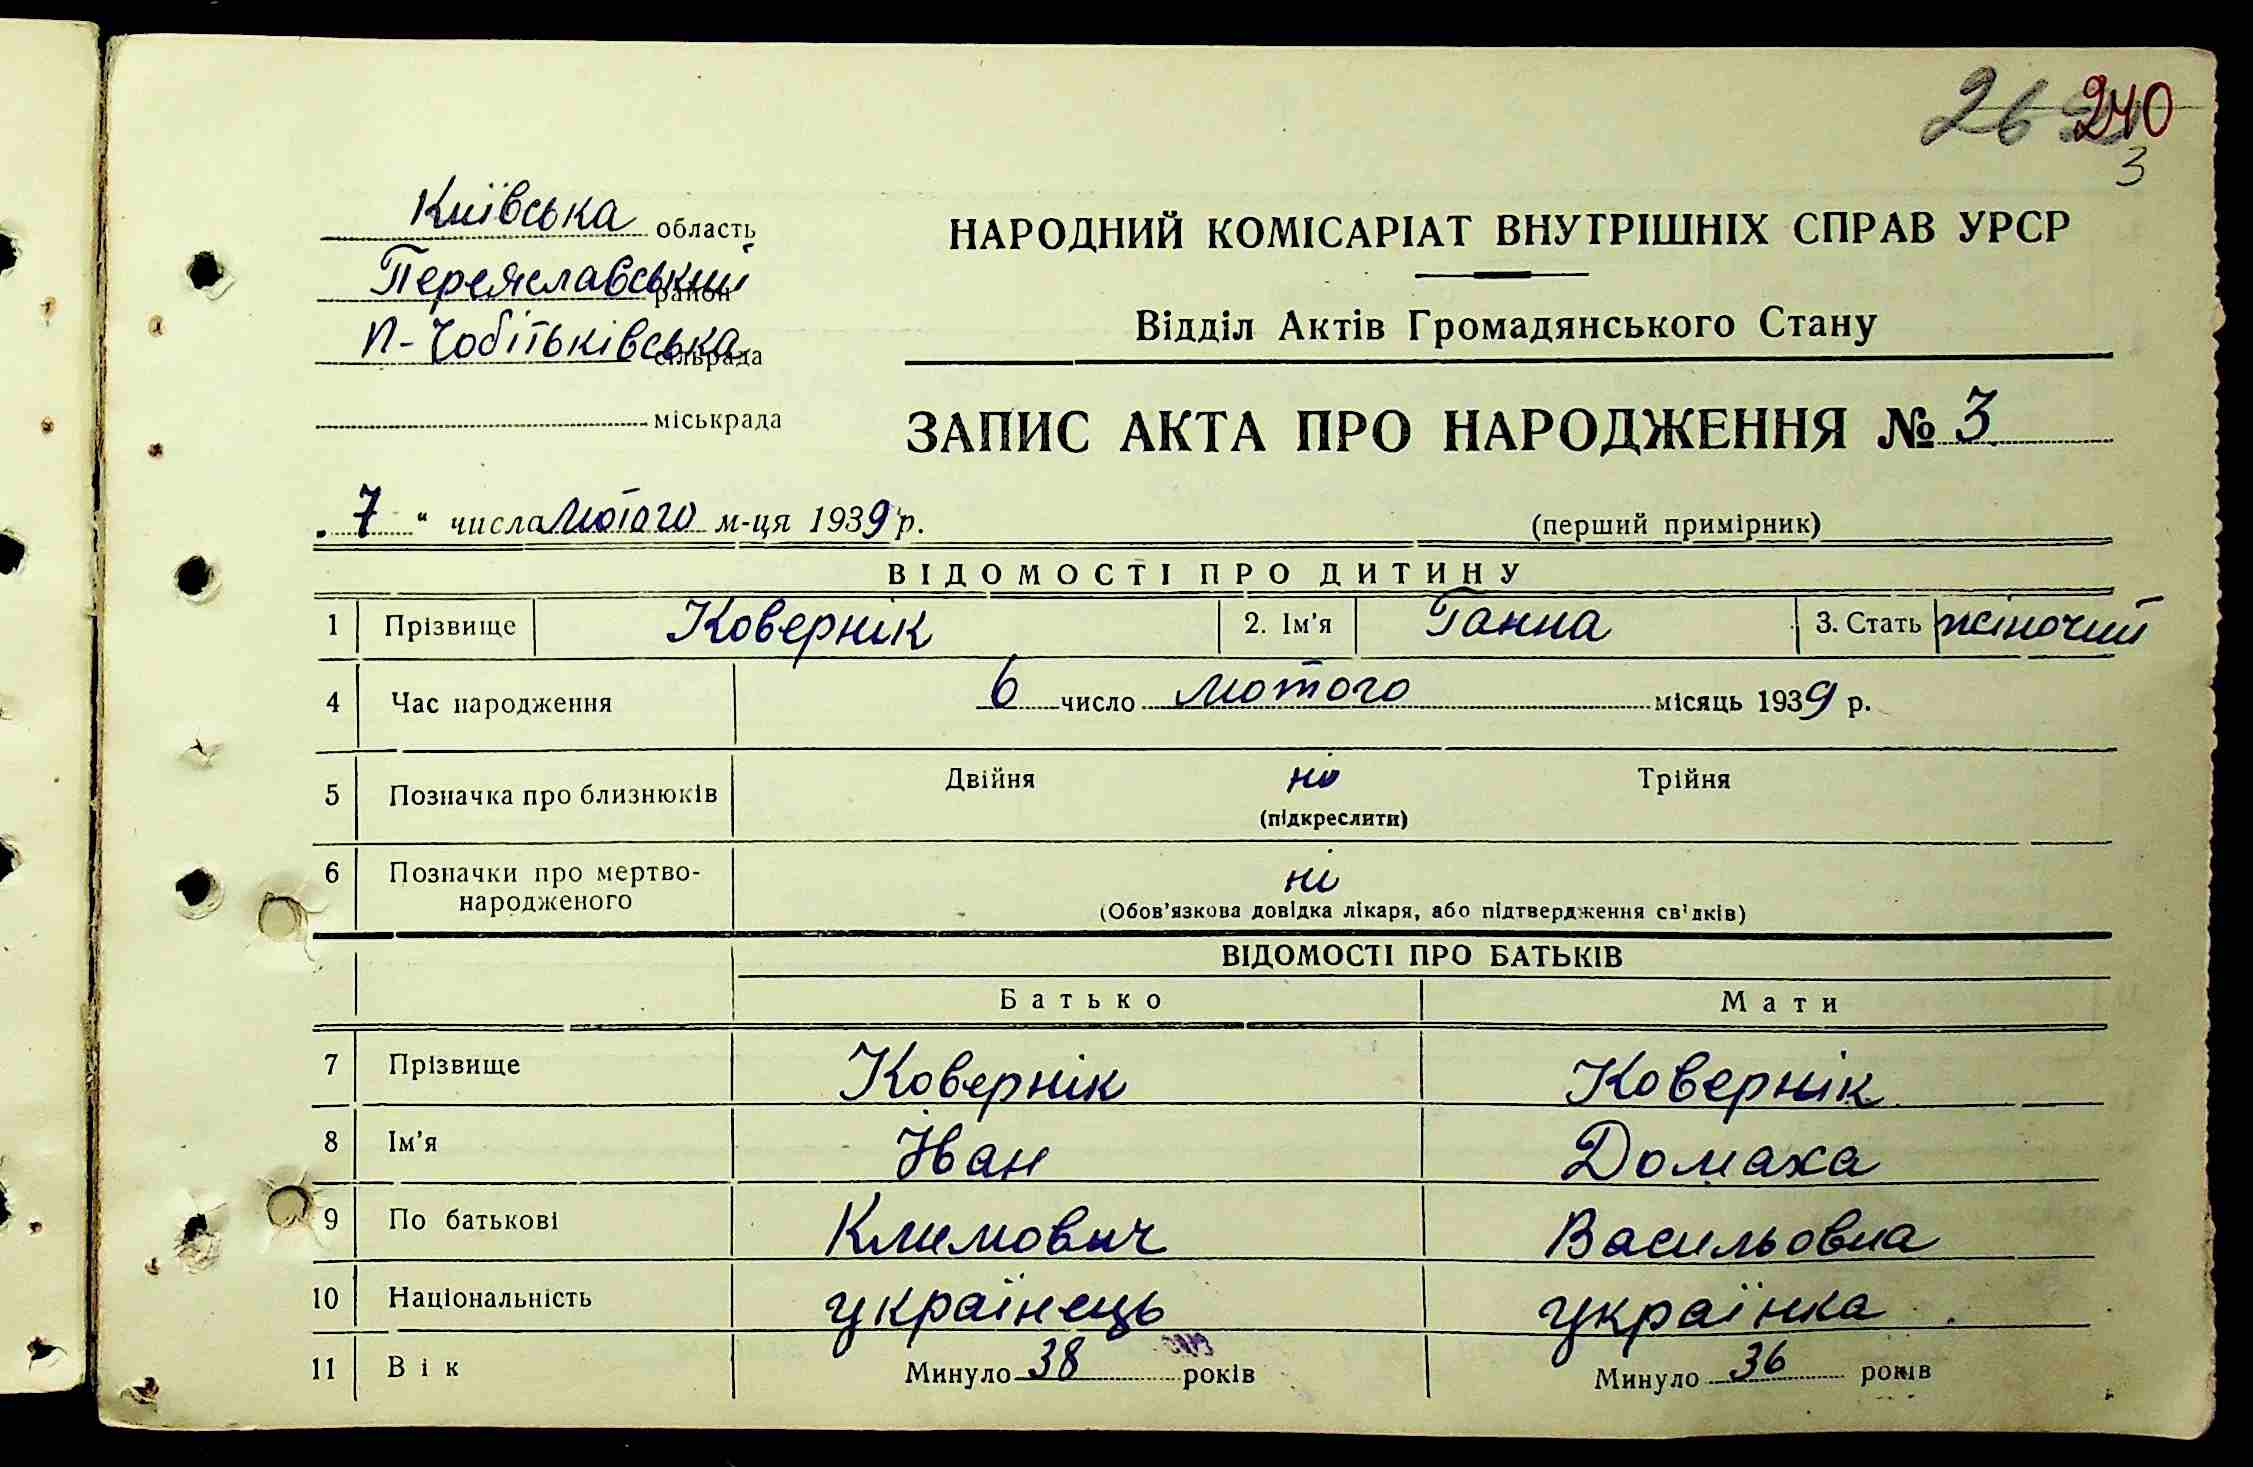 240
3
Київська область
Переяславський район
П-Чобітьківська сільрада
міськрада
НАРОДНИЙ КОМІСАРІАТ ВНУТРІШНІХ СПРАВ УРСР
Відділ Актів Громадянського Стану
ЗАПИС АКТА ПРО НАРОДЖЕННЯ № 3
„7“ числа лютого м-ця 1939 р.
(перший примірник)
ВІДОМОСТІ ПРО ДИТИНУ
1 Прізвище Ковернік 2. Ім'я Ганна 3. Стать жіночий
4 Час народження 6 число лютого місяць 1939 р.
5 Позначка про близнюків Двійня ні Трійня
(підкреслити)
6 Позначки про мертво-
народженого ні
(Обов'язкова довідка лікаря, або підтвердження свідків)
ВІДОМОСТІ ПРО БАТЬКІВ
Батько Мати
7 Прізвище Ковернік Ковернік
8 Ім'я Іван Домаха
9 По батькові Климович Васильовна
10 Національність українець українка
11 Вік Минуло 38 років Минуло 36 років